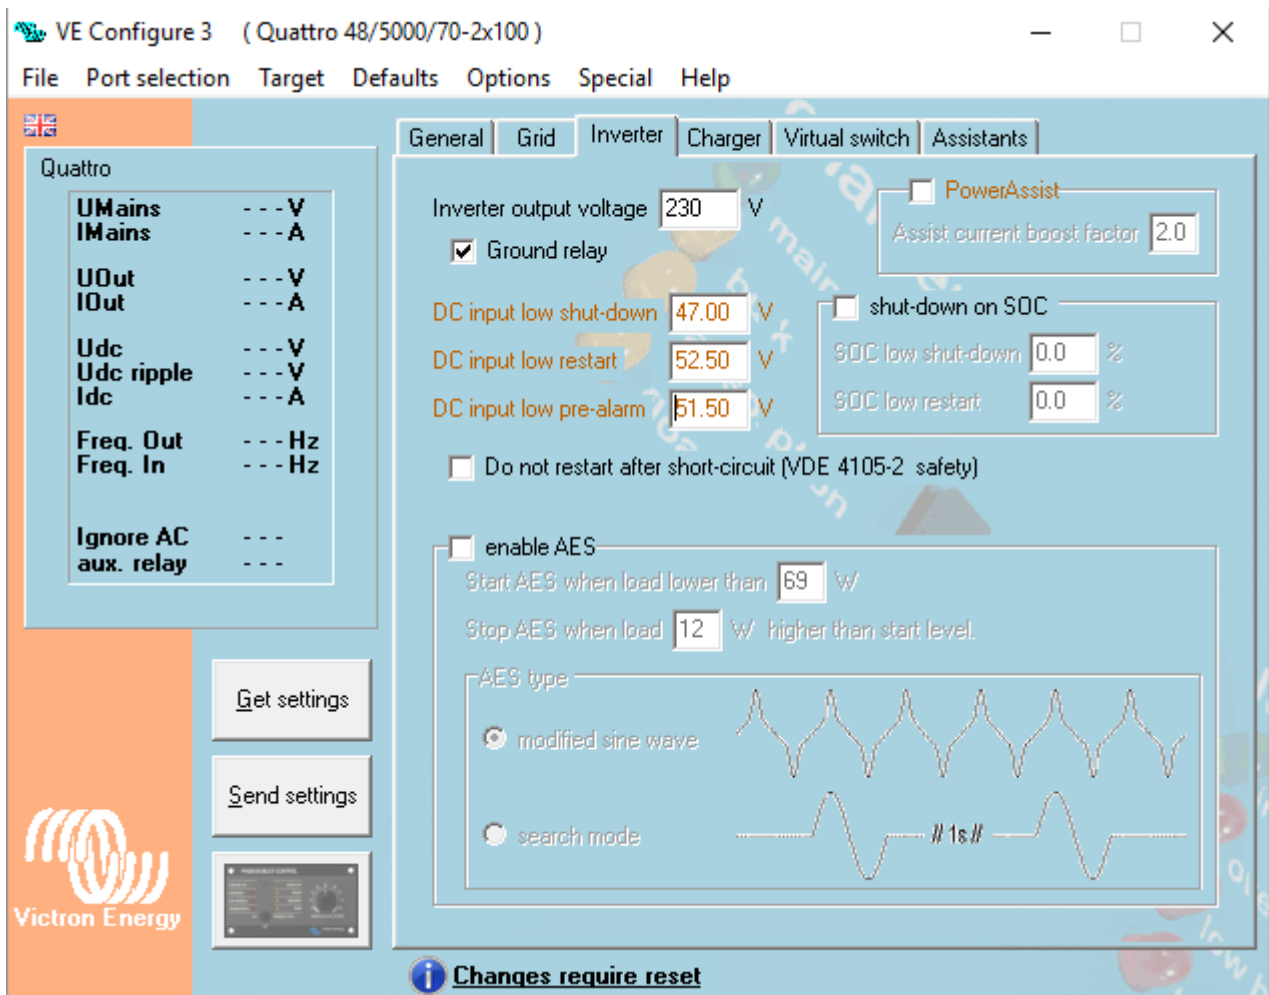 VE Configure 3 ( Quattro 48/5000/70-2x100 )
File Port selection Target Defaults Options Special Help
General Grid Inverter Charger Virtual switch Assistants
Quattro
UMains - - - V
IMains - - - A
UOut - - - V
IOut - - - A
Udc - - - V
Udc ripple - - - V
Idc - - - A
Freq. Out - - - Hz
Freq. In - - - Hz
Ignore AC - - -
aux. relay - - -
Get settings
Send settings
Victron Energy
Inverter output voltage 230 V
Ground relay
PowerAssist
Assist current boost factor 2.0
DC input low shut-down 47.00 V
DC input low restart 52.50 V
DC input low pre-alarm 51.50 V
shut-down on SOC
SOC low shut-down 0.0 %
SOC low restart 0.0 %
Do not restart after short-circuit (VDE 4105-2 safety)
enable AES
Start AES when load lower than 69 W
Stop AES when load 12 W higher than start level.
AES type
modified sine wave
search mode
// 1s //
Changes require reset